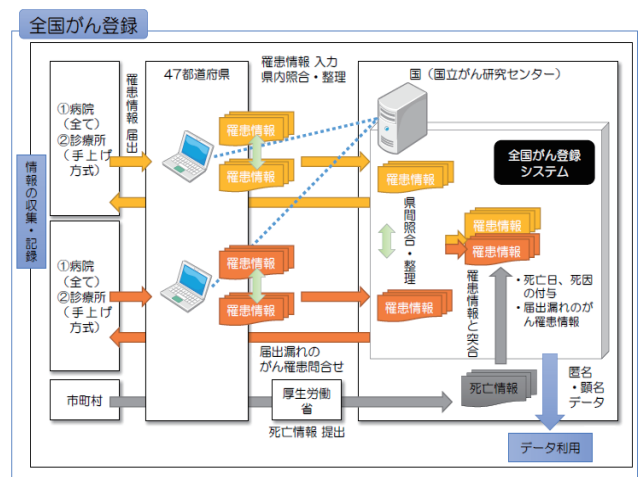 全国がん登録
情報の収集・記録
①病院
(全て)
②診療所
(手上げ
方式)
罹患情報 届出
47都道府県
罹患情報 入力
県内照合・整理
国(国立がん研究センター)
罹患情報
罹患情報
全国がん登録
システム
罹患情報
県間照合・整理
罹患情報
罹患情報
①病院
(全て)
②診療所
(手上げ
方式)
罹患情報
罹患情報
罹患情報
罹患情報と突合
・死亡日、死因
の付与
・届出漏れのが
ん罹患情報
届出漏れの
がん罹患問合せ
市町村
厚生労働
省
死亡情報 提出
死亡情報
匿名
・顕名
データ
データ利用